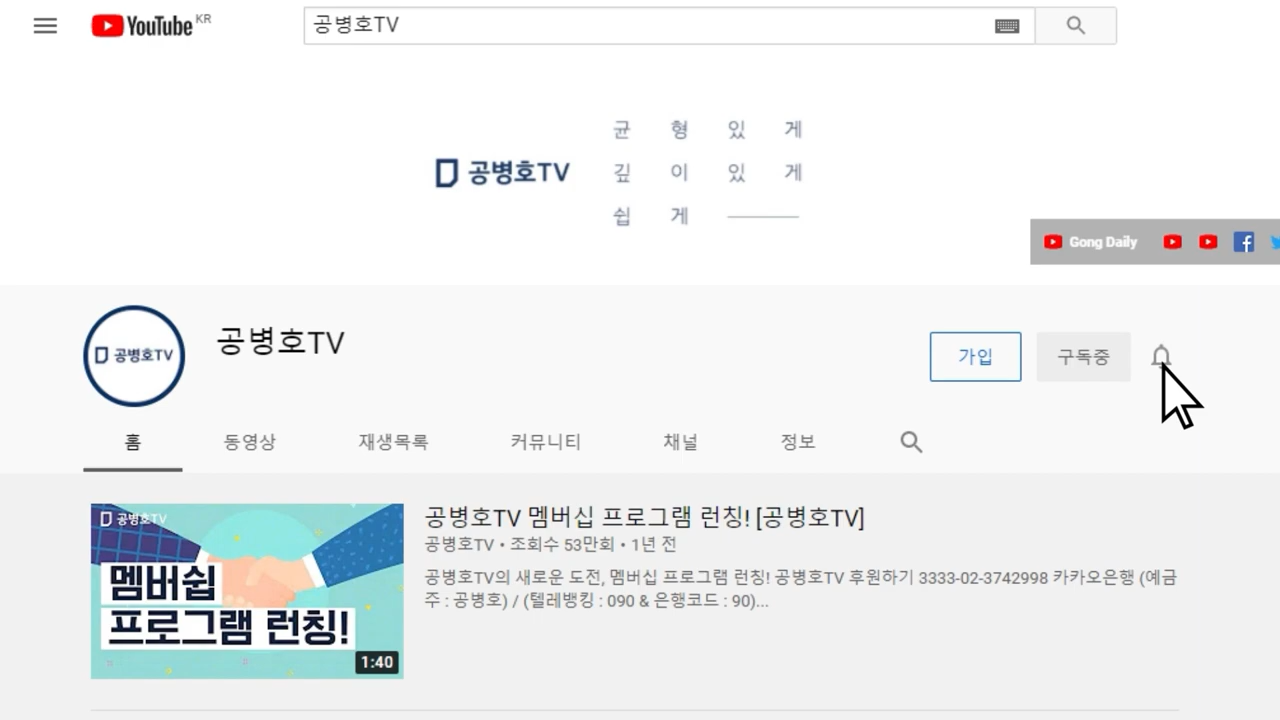 YouTube KR
공병호TV
균 형 있 게
공병호TV
깊 이 있 게
쉽 게
Gong Daily
공병호TV
공병호TV
가입
구독중
홈
동영상
재생목록
커뮤니티
채널
정보
공병호TV
멤버쉽
프로그램 런칭!
1:40
공병호TV 멤버십 프로그램 런칭! [공병호TV]
공병호TV • 조회수 53만회 • 1년 전
공병호TV의 새로운 도전, 멤버십 프로그램 런칭! 공병호TV 후원하기 3333-02-3742998 카카오은행 (예금
주 : 공병호) / (텔레뱅킹 : 090 & 은행코드 : 90)...